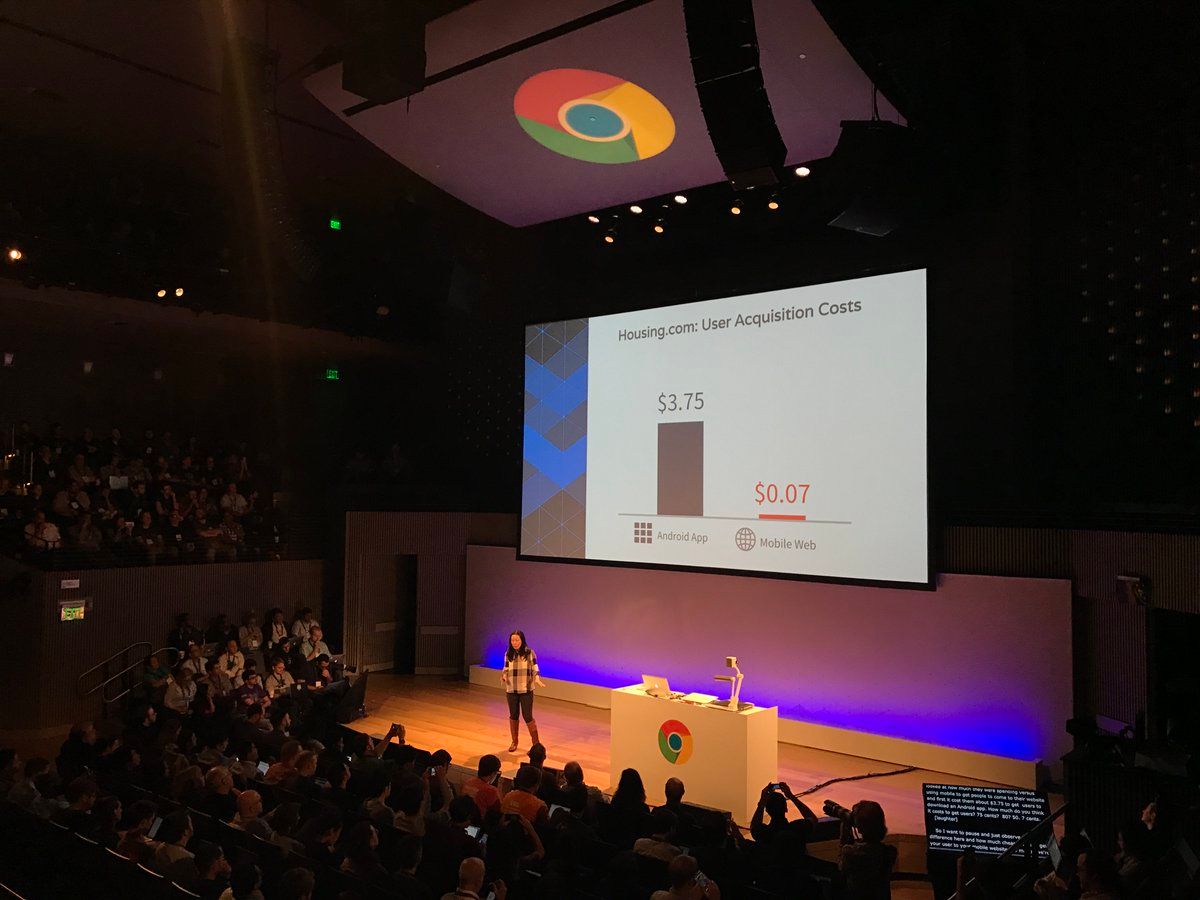 EXIT
EXIT
Housing.com: User Acquisition Costs
$3.75
$0.07
Android App
Mobile Web
EXIT
looked at how much they were spending versus
using mobile to get people to come to their website
and first it cost them about $3.75 to get users to
download an Android app. How much do you think
it costs to get users? 75 cents? 80? 50. 7 cents.
[laughter]
So I want to pause and just observe
difference here and how much cheap
your user to your mobile website